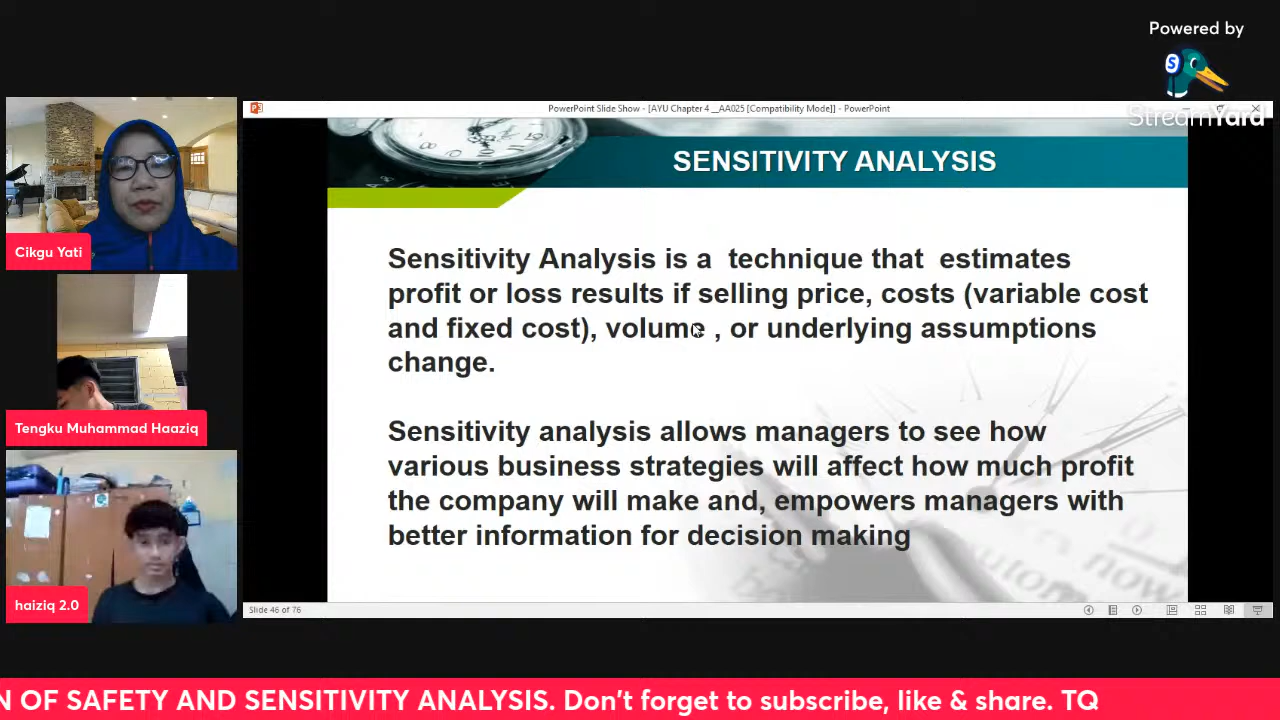 Powered by
StreamYard
PowerPoint Slide Show - [AYU Chapter 4 __AA025 [Compatibility Mode]] - PowerPoint
SENSITIVITY ANALYSIS
Sensitivity Analysis is a technique that estimates
profit or loss results if selling price, costs (variable cost
and fixed cost), volume , or underlying assumptions
change.
Sensitivity analysis allows managers to see how
various business strategies will affect how much profit
the company will make and, empowers managers with
better information for decision making
Slide 46 of 76
Cikgu Yati
Tengku Muhammad Haaziq
haiziq 2.0
N OF SAFETY AND SENSITIVITY ANALYSIS. Don't forget to subscribe, like & share. TQ